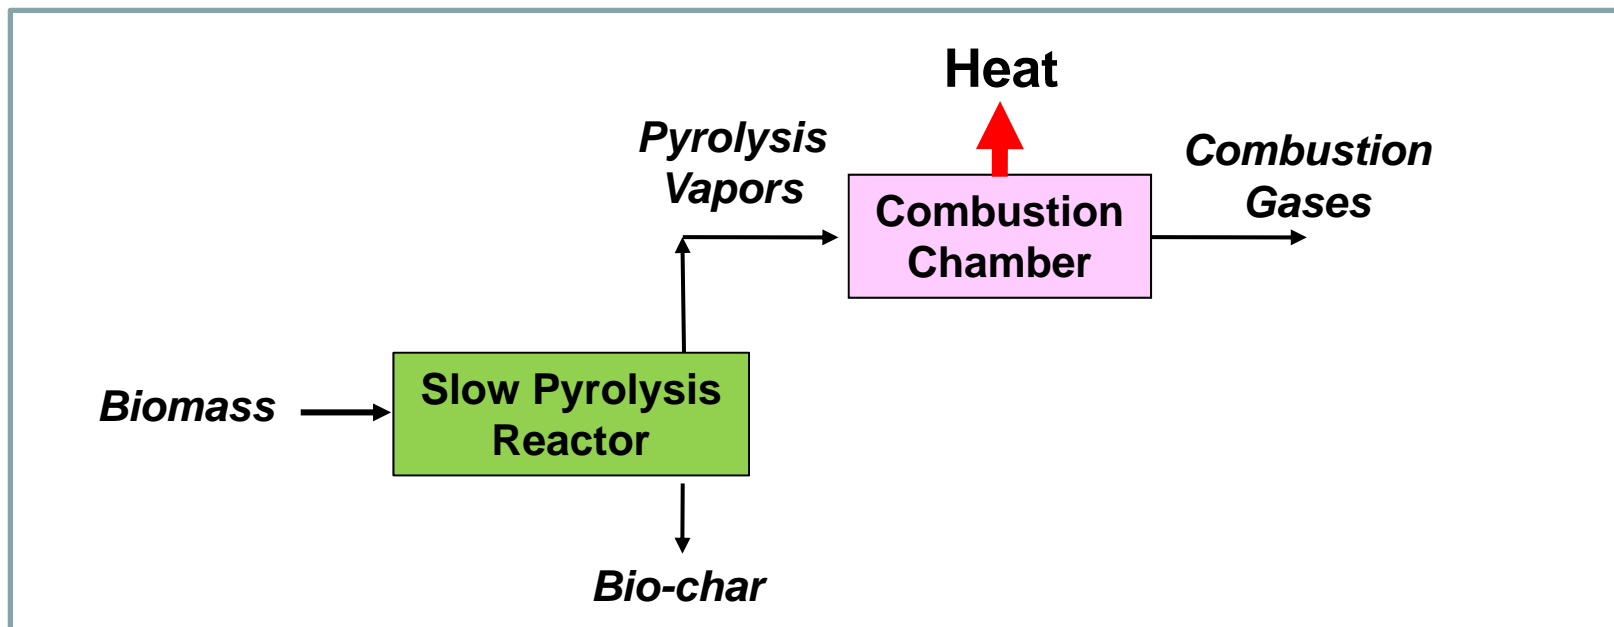 Heat
Pyrolysis
Vapors
Combustion
Gases
Combustion
Chamber
Biomass
Slow Pyrolysis
Reactor
Bio-char